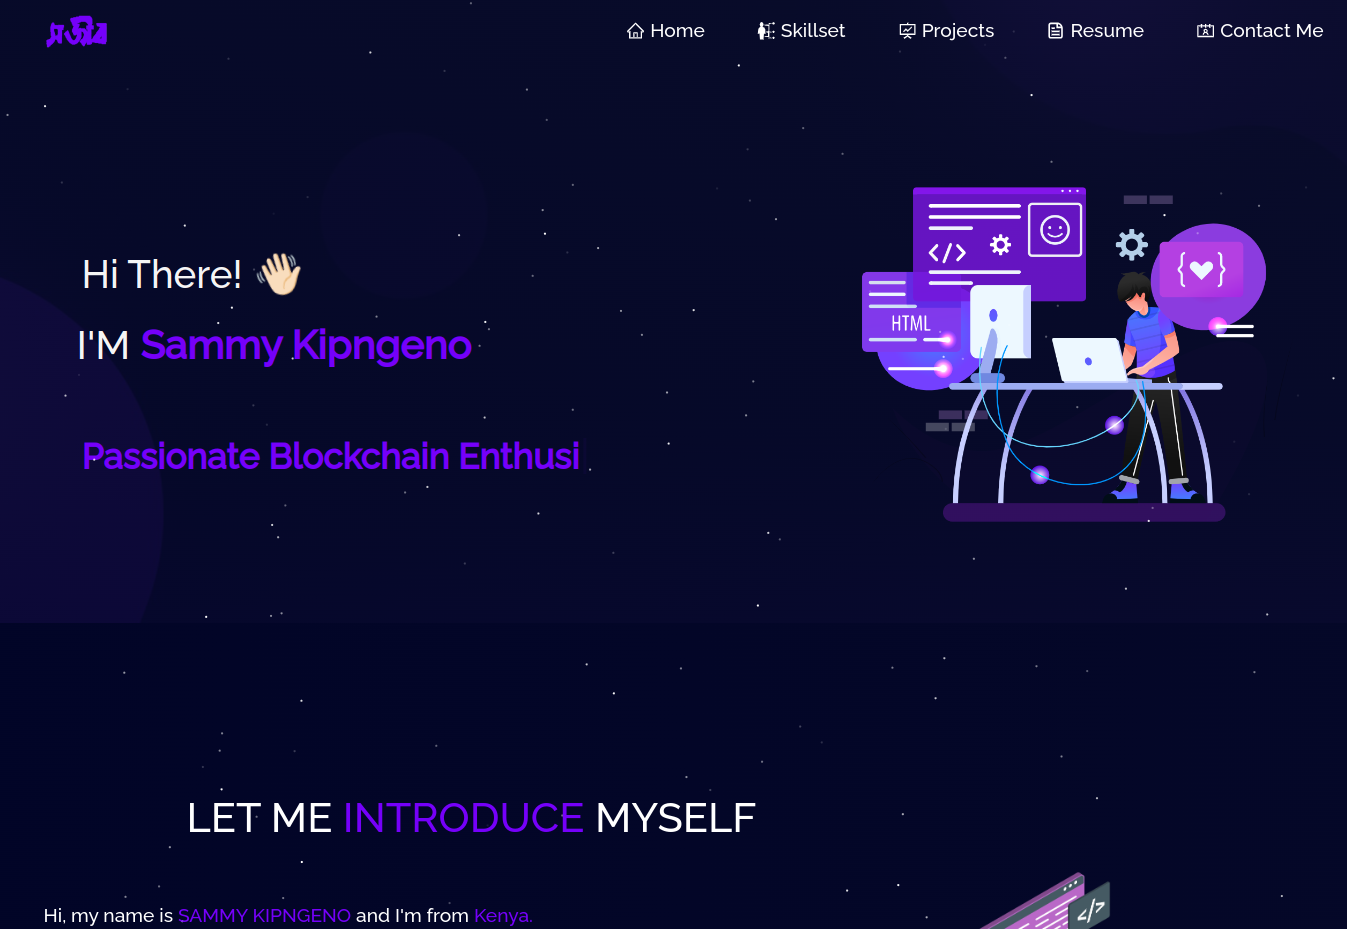 Home
Skillset
Projects
Resume
Contact Me
Hi There! 👋🏻
I'M Sammy Kipngeno
Passionate Blockchain Enthusi
</>
HTML
{ }
LET ME INTRODUCE MYSELF
Hi, my name is SAMMY KIPNGENO and I'm from Kenya.
</>